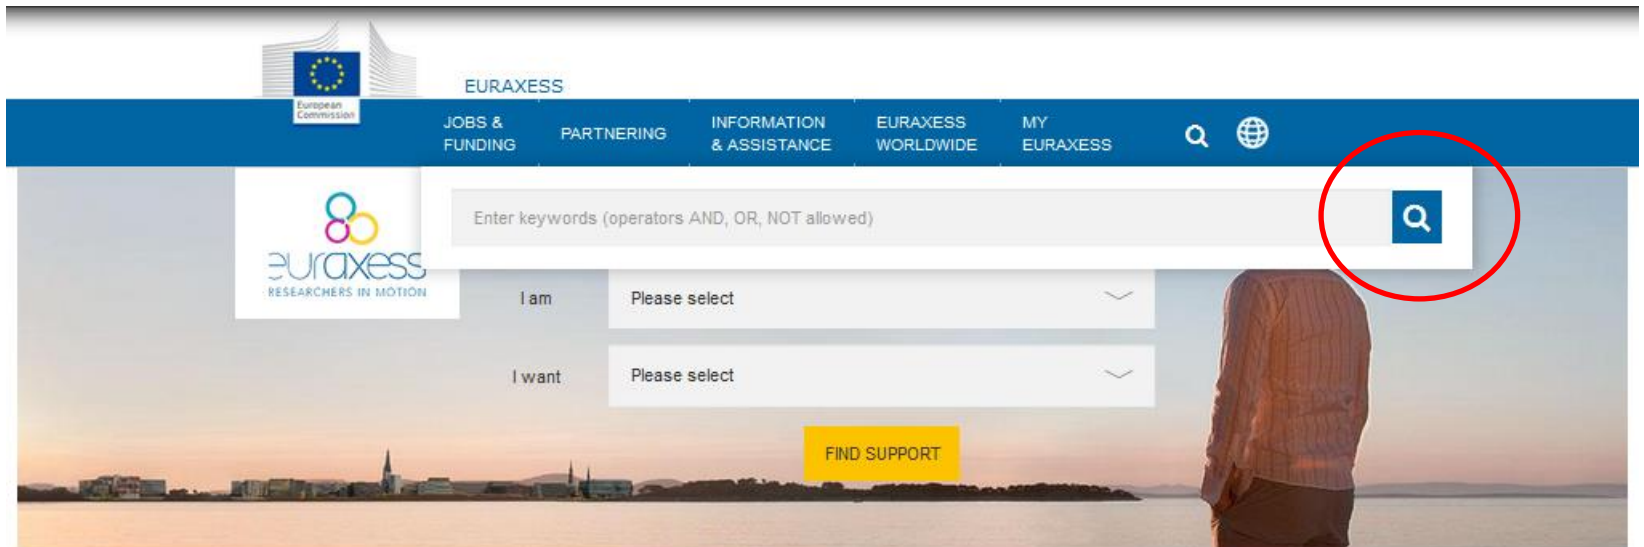 European
Commission
EURAXESS
JOBS &
FUNDING
PARTNERING
INFORMATION
& ASSISTANCE
EURAXESS
WORLDWIDE
MY
EURAXESS
Enter keywords (operators AND, OR, NOT allowed)
euraxess
RESEARCHERS IN MOTION
I am
Please select
I want
Please select
FIND SUPPORT